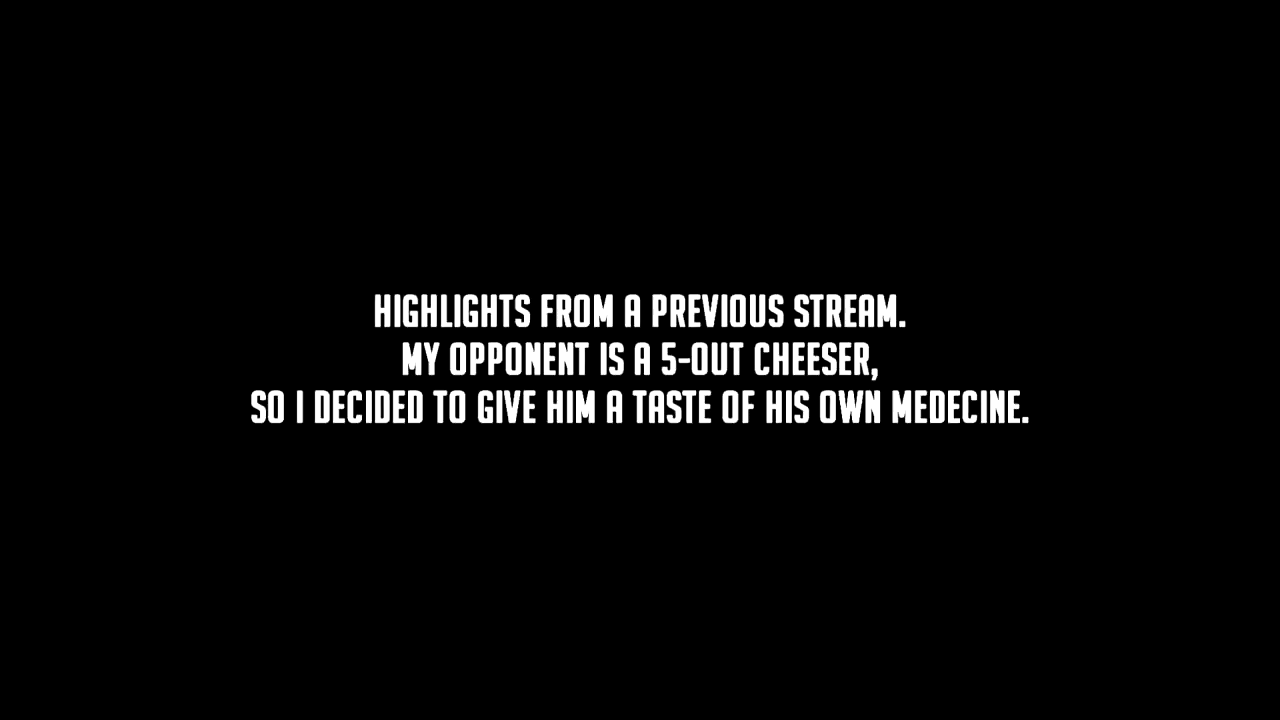 HIGHLIGHTS FROM A PREVIOUS STREAM.
MY OPPONENT IS A 5-OUT CHEESER,
SO I DECIDED TO GIVE HIM A TASTE OF HIS OWN MEDECINE.